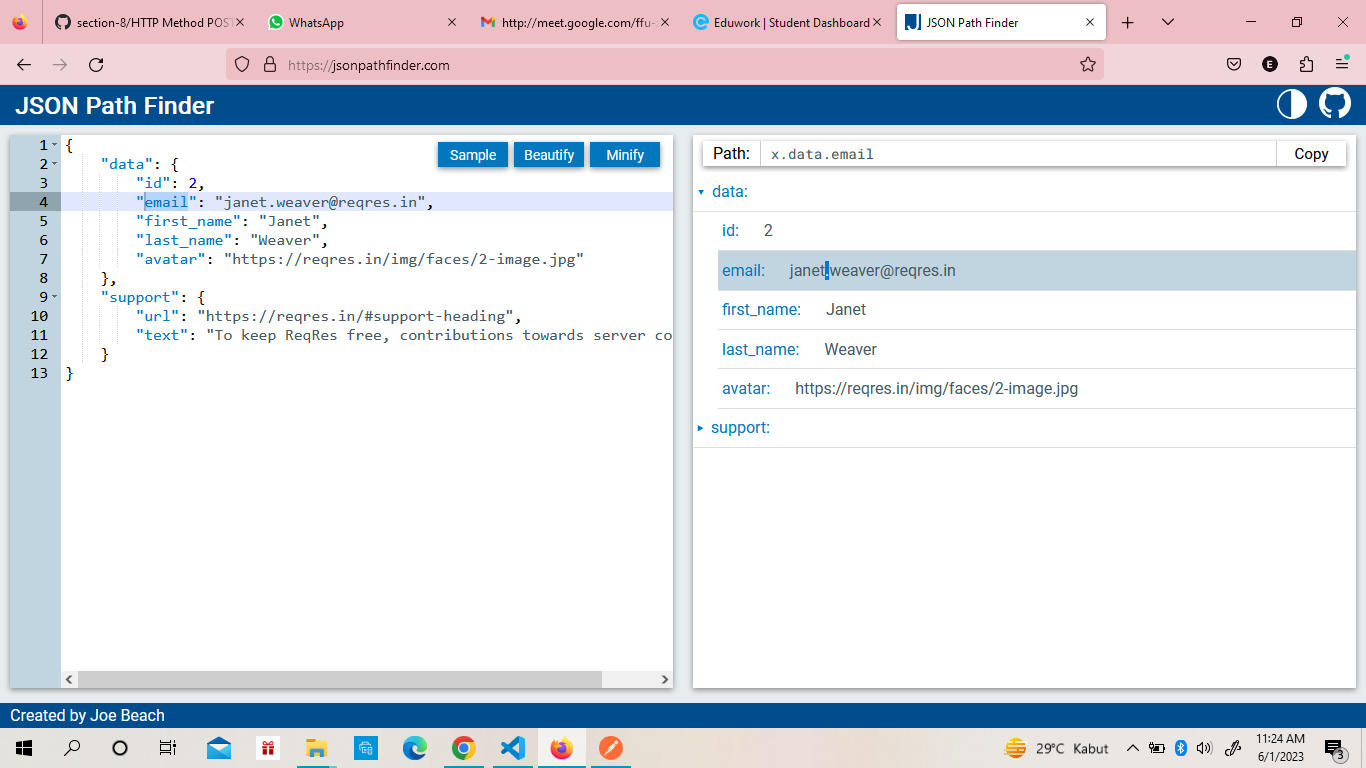 section-8/HTTP Method POST
WhatsApp
http://meet.google.com/ffu-
Eduwork | Student Dashboard
JSON Path Finder
https://jsonpathfinder.com
E
JSON Path Finder
Sample
Beautify
Minify
1 {
2 "data": {
3 "id": 2,
4 "email": "janet.weaver@reqres.in",
5 "first_name": "Janet",
6 "last_name": "Weaver",
7 "avatar": "https://reqres.in/img/faces/2-image.jpg"
8 },
9 "support": {
10 "url": "https://reqres.in/#support-heading",
11 "text": "To keep ReqRes free, contributions towards server co
12 }
13 }
Path: x.data.email Copy
data:
id: 2
email: janet.weaver@reqres.in
first_name: Janet
last_name: Weaver
avatar: https://reqres.in/img/faces/2-image.jpg
support:
Created by Joe Beach
29°C Kabut
11:24 AM
6/1/2023
3